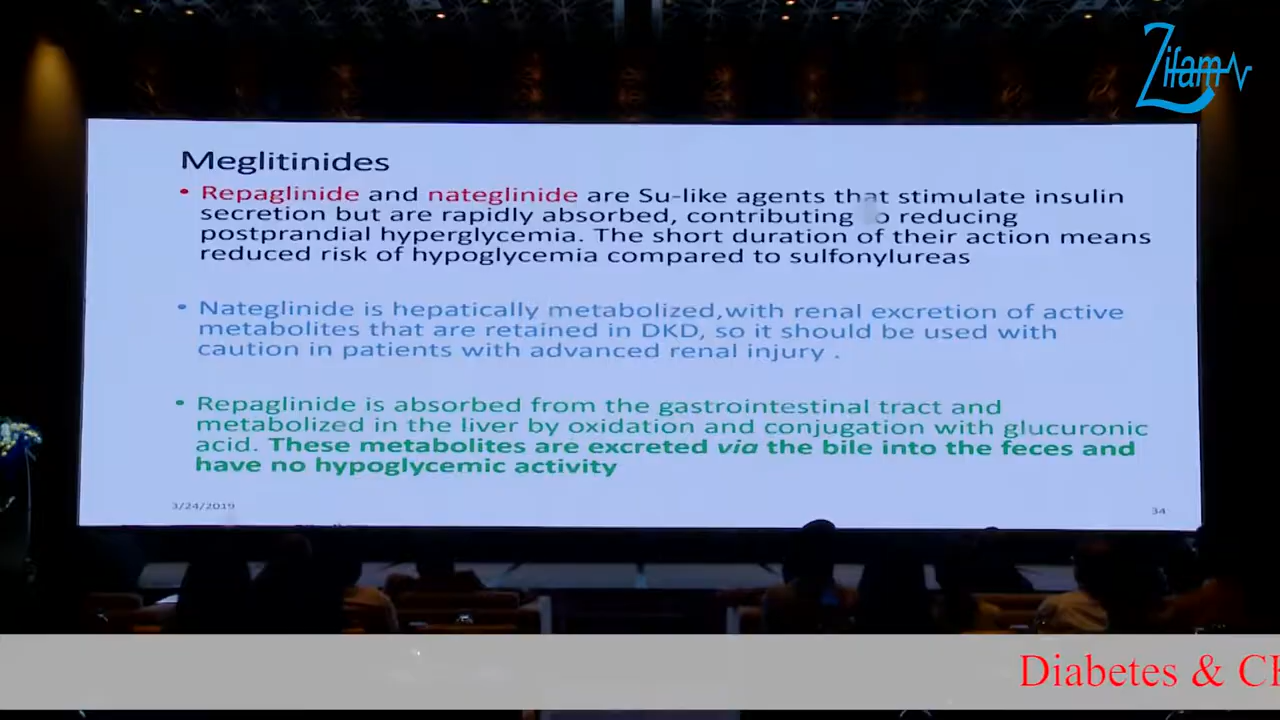 Zifam
Meglitinides
• Repaglinide and nateglinide are Su-like agents that stimulate insulin
secretion but are rapidly absorbed, contributing to reducing
postprandial hyperglycemia. The short duration of their action means
reduced risk of hypoglycemia compared to sulfonylureas
• Nateglinide is hepatically metabolized,with renal excretion of active
metabolites that are retained in DKD, so it should be used with
caution in patients with advanced renal injury .
• Repaglinide is absorbed from the gastrointestinal tract and
metabolized in the liver by oxidation and conjugation with glucuronic
acid. These metabolites are excreted via the bile into the feces and
have no hypoglycemic activity
3/24/2019
34
Diabetes &